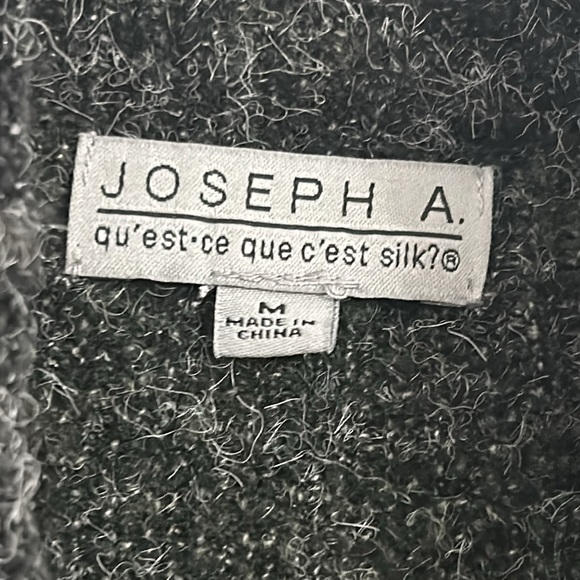 JOSEPH A.
qu'est·ce que c'est silk?®
M
MADE IN
CHINA